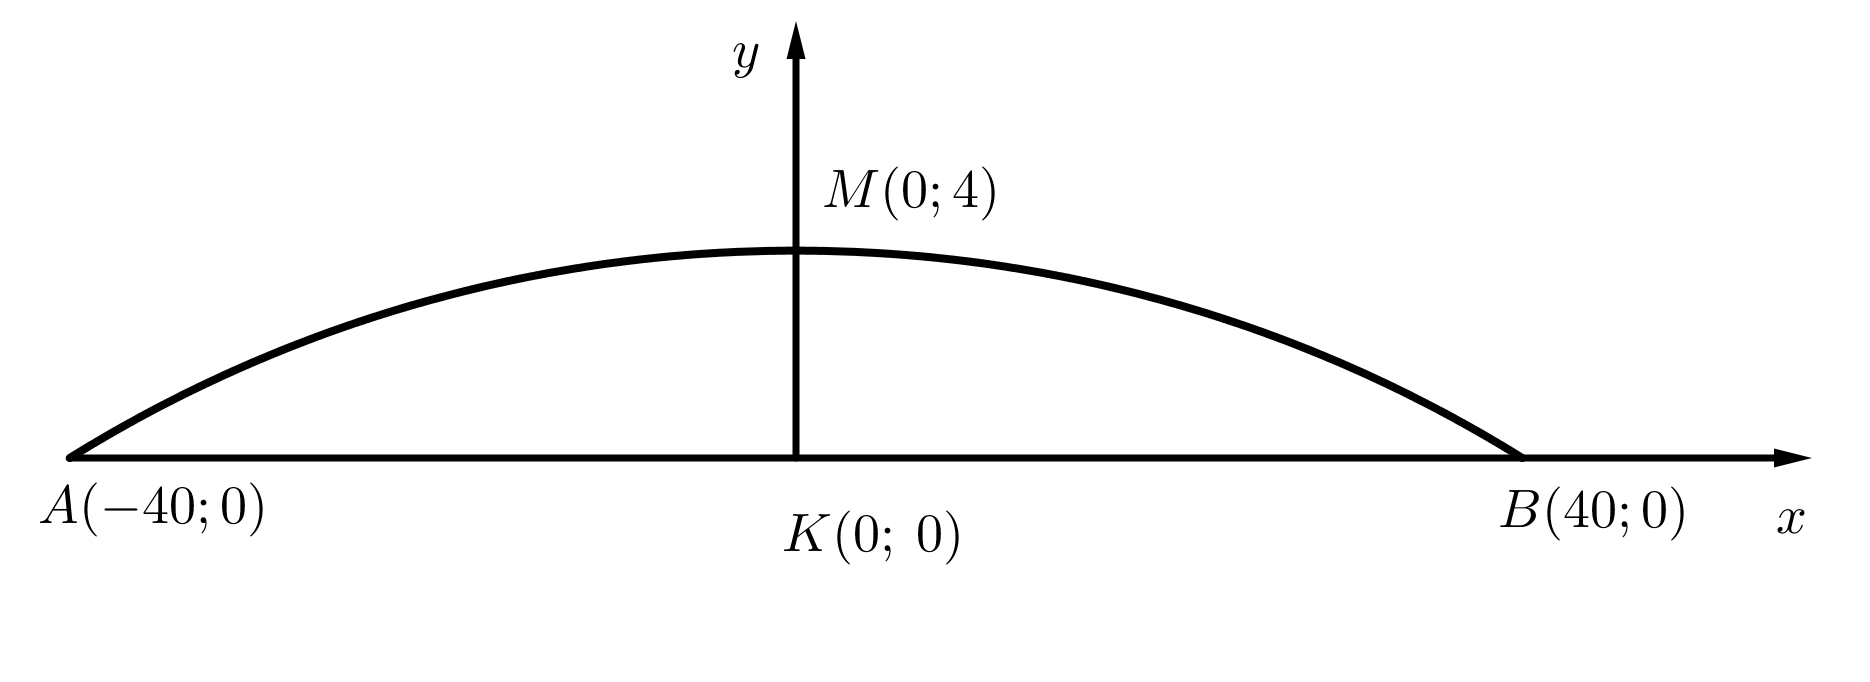 y
M(0; 4)
A(−40; 0)
K(0; 0)
B(40; 0)
x